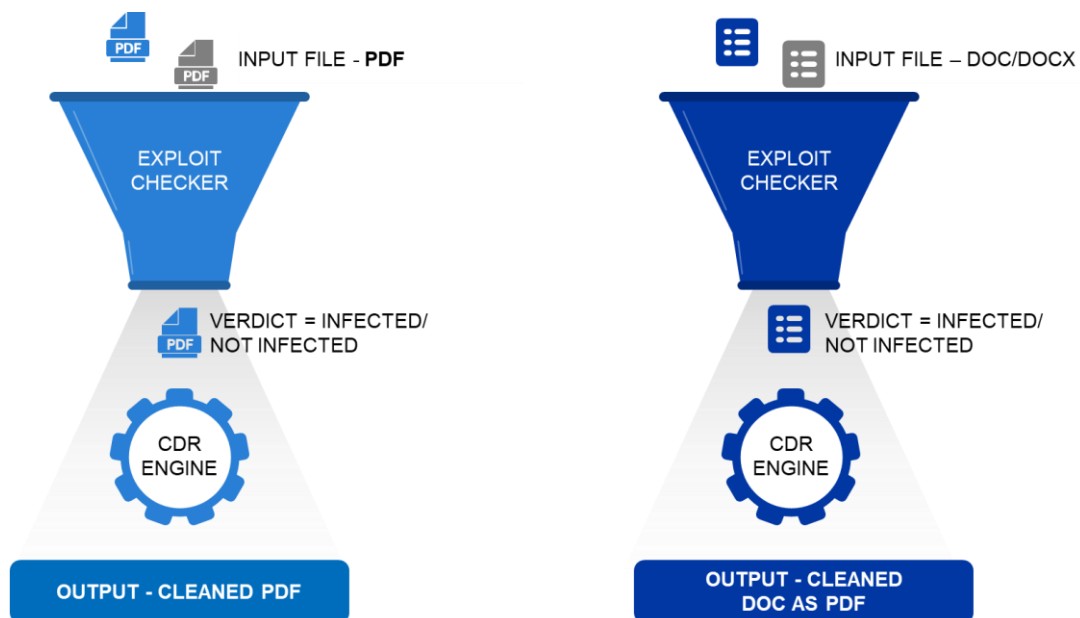 PDF
PDF
INPUT FILE - PDF
EXPLOIT
CHECKER
PDF
VERDICT = INFECTED/
NOT INFECTED
CDR
ENGINE
OUTPUT - CLEANED PDF
INPUT FILE – DOC/DOCX
EXPLOIT
CHECKER
VERDICT = INFECTED/
NOT INFECTED
CDR
ENGINE
OUTPUT - CLEANED
DOC AS PDF